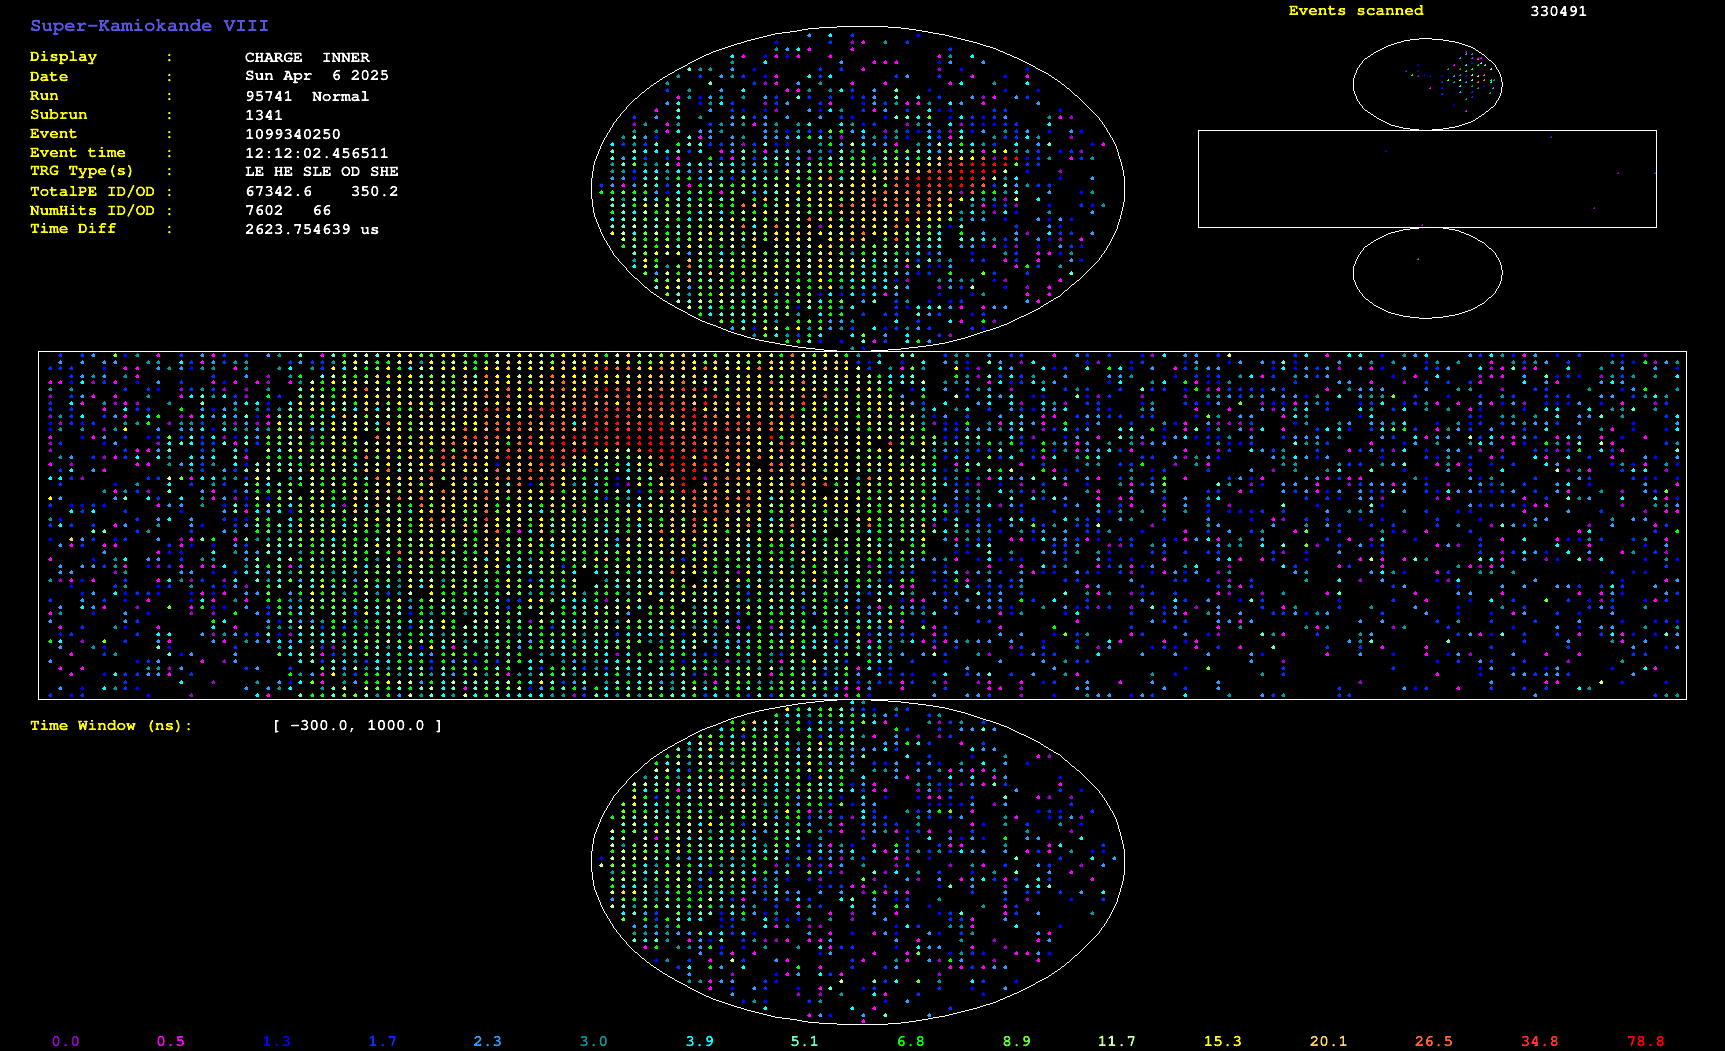 Super-Kamiokande VIII
Events scanned 330491
Display : CHARGE INNER
Date : Sun Apr 6 2025
Run : 95741 Normal
Subrun : 1341
Event : 1099340250
Event time : 12:12:02.456511
TRG Type(s) : LE HE SLE OD SHE
TotalPE ID/OD : 67342.6 350.2
NumHits ID/OD : 7602 66
Time Diff : 2623.754639 us
Time Window (ns): [ -300.0, 1000.0 ]
0.0 0.5 1.3 1.7 2.3 3.0 3.9 5.1 6.8 8.9 11.7 15.3 20.1 26.5 34.8 78.8